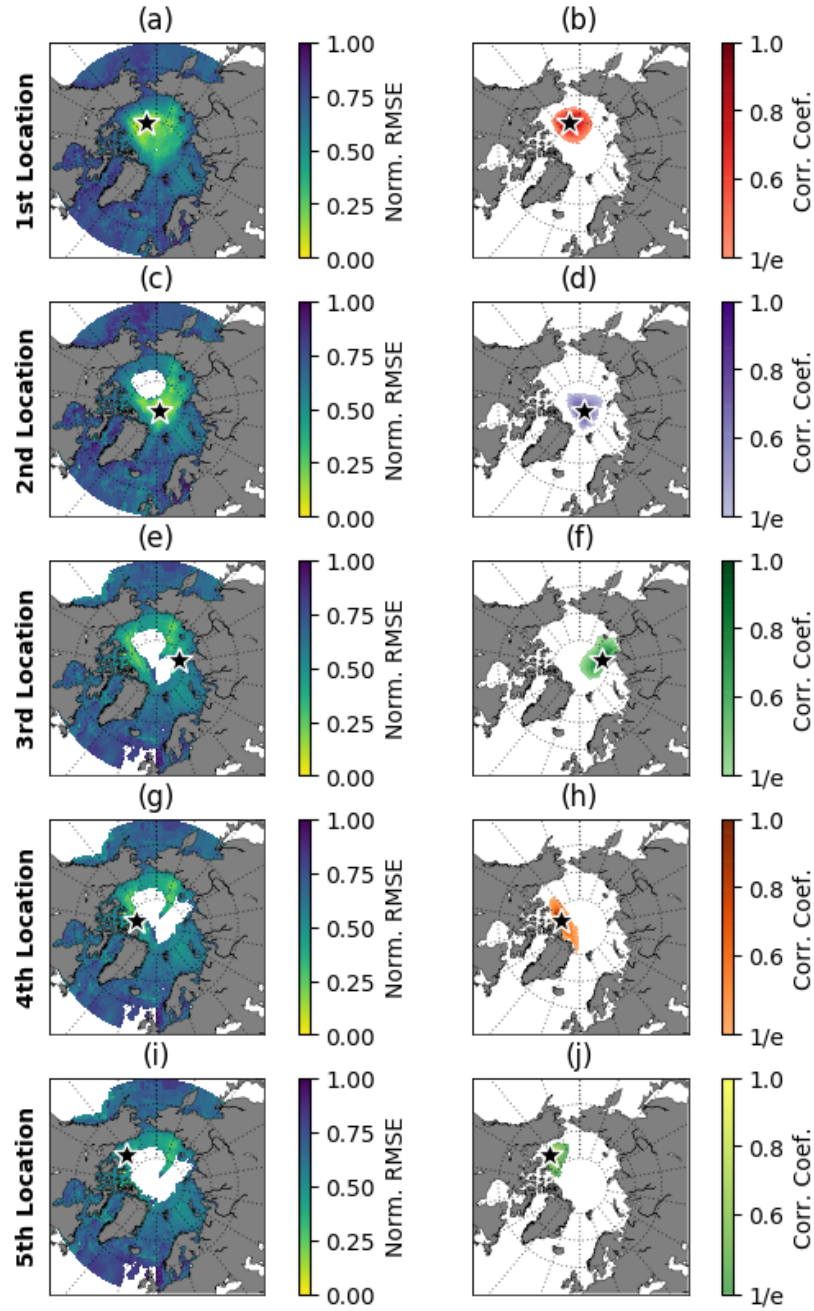 (a)
(b)
1st Location
1.00
0.75
0.50
0.25
0.00
Norm. RMSE
1.0
0.8
0.6
1/e
Corr. Coef.
(c)
(d)
2nd Location
1.00
0.75
0.50
0.25
0.00
Norm. RMSE
1.0
0.8
0.6
1/e
Corr. Coef.
(e)
(f)
3rd Location
1.00
0.75
0.50
0.25
0.00
Norm. RMSE
1.0
0.8
0.6
1/e
Corr. Coef.
(g)
(h)
4th Location
1.00
0.75
0.50
0.25
0.00
Norm. RMSE
1.0
0.8
0.6
1/e
Corr. Coef.
(i)
(j)
5th Location
1.00
0.75
0.50
0.25
0.00
Norm. RMSE
1.0
0.8
0.6
1/e
Corr. Coef.